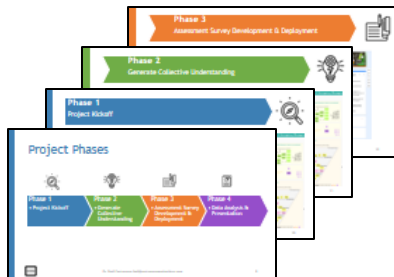 Phase 3
Assessment Survey Development & Deployment
Phase 2
Generate Collective Understanding
Phase 1
Project Kickoff
Project Phases
Phase 1
• Project Kickoff
Phase 2
• Generate
Collective
Understanding
Phase 3
• Assessment Survey
Development &
Deployment
Phase 4
• Data Analysis &
Presentation